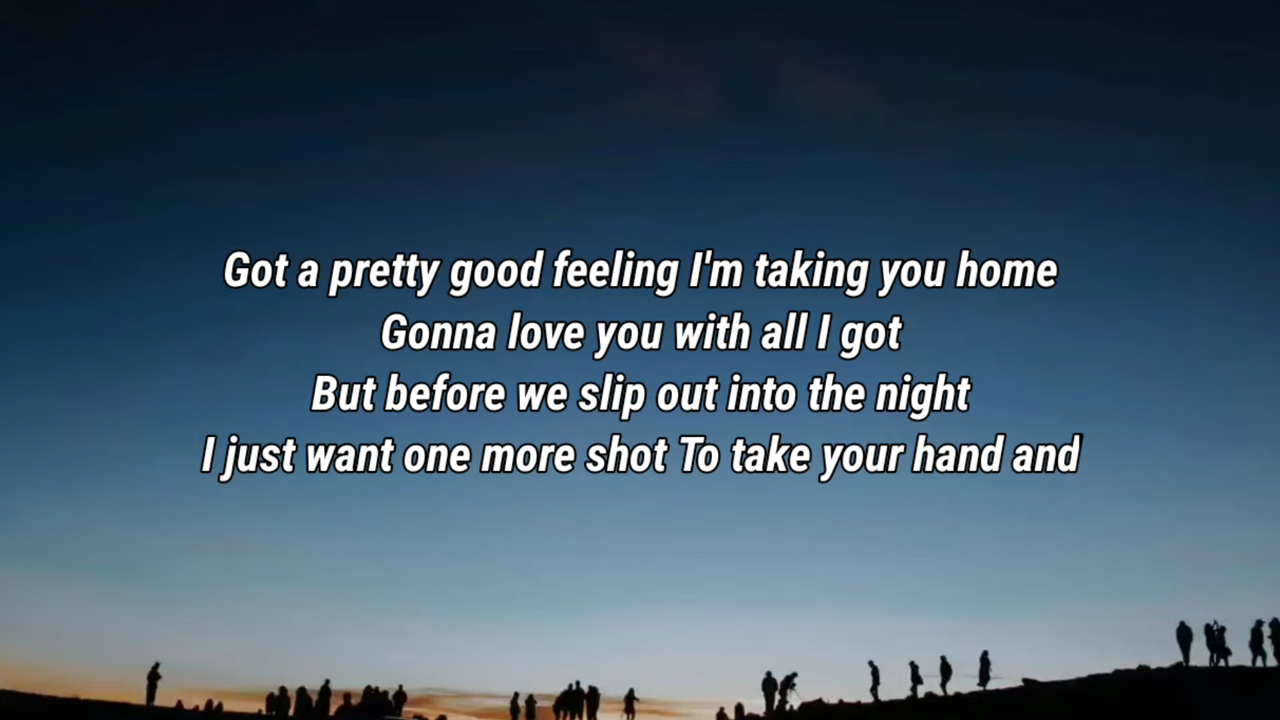 Got a pretty good feeling I'm taking you home
Gonna love you with all I got
But before we slip out into the night
I just want one more shot To take your hand and